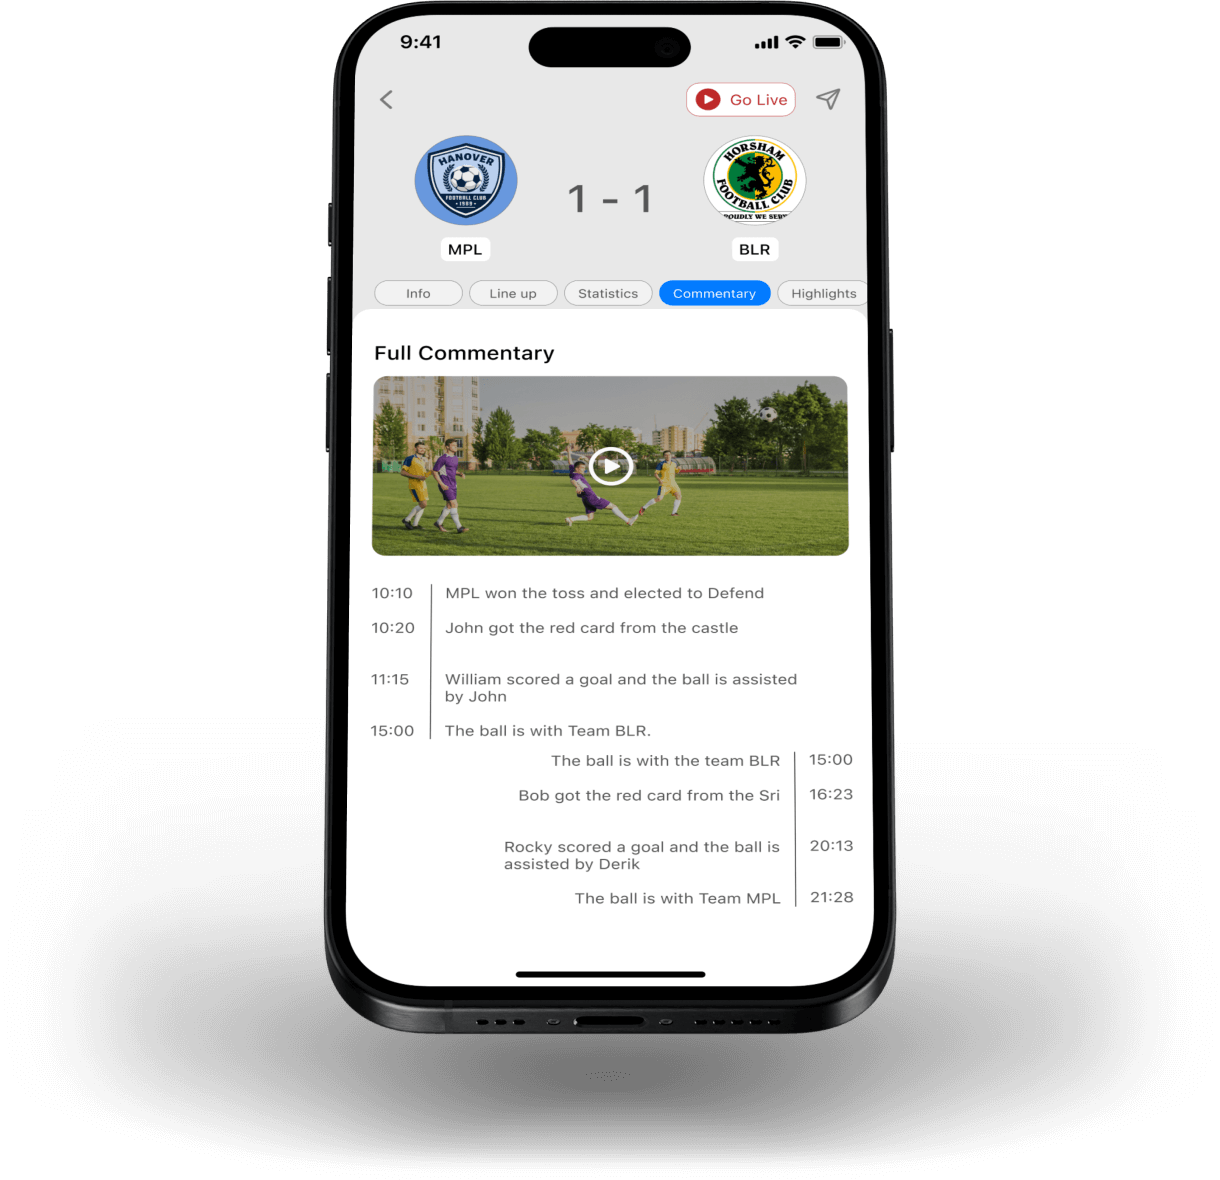 9:41
Go Live
HANOVER
FOOTBALL CLUB
1989
HORSHAM
FOOTBALL CLUB
1 - 1
MPL
BLR
Info
Line up
Statistics
Commentary
Highlights
Full Commentary
10:10 MPL won the toss and elected to Defend
10:20 John got the red card from the castle
11:15 William scored a goal and the ball is assisted
by John
15:00 The ball is with Team BLR.
The ball is with the team BLR 15:00
Bob got the red card from the Sri 16:23
Rocky scored a goal and the ball is 20:13
assisted by Derik
The ball is with Team MPL 21:28